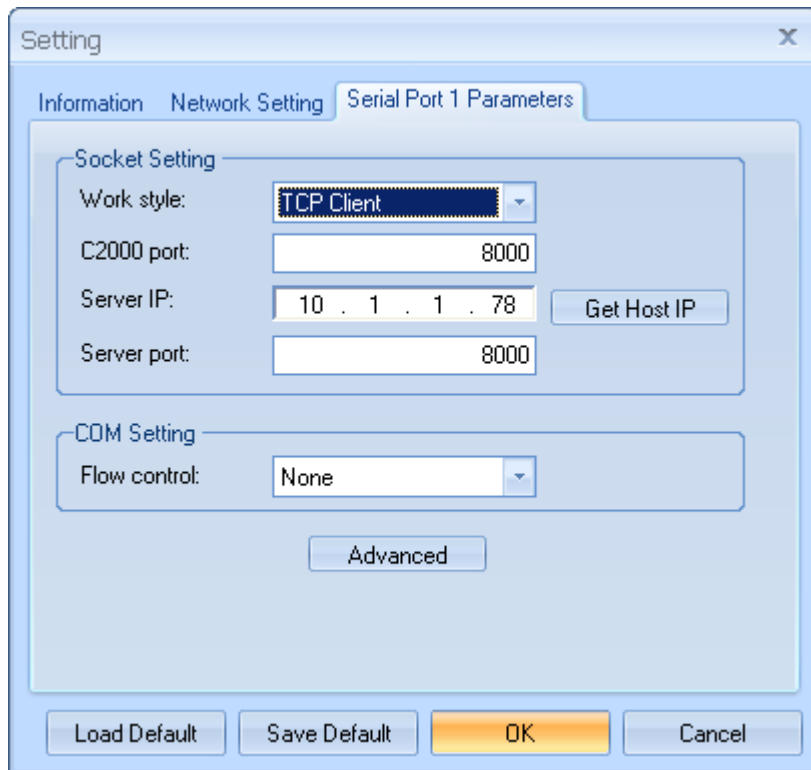 Setting
Information Network Setting Serial Port 1 Parameters
Socket Setting
Work style: TCP Client
C2000 port: 8000
Server IP: 10 . 1 . 1 . 78 Get Host IP
Server port: 8000
COM Setting
Flow control: None
Advanced
Load Default Save Default OK Cancel